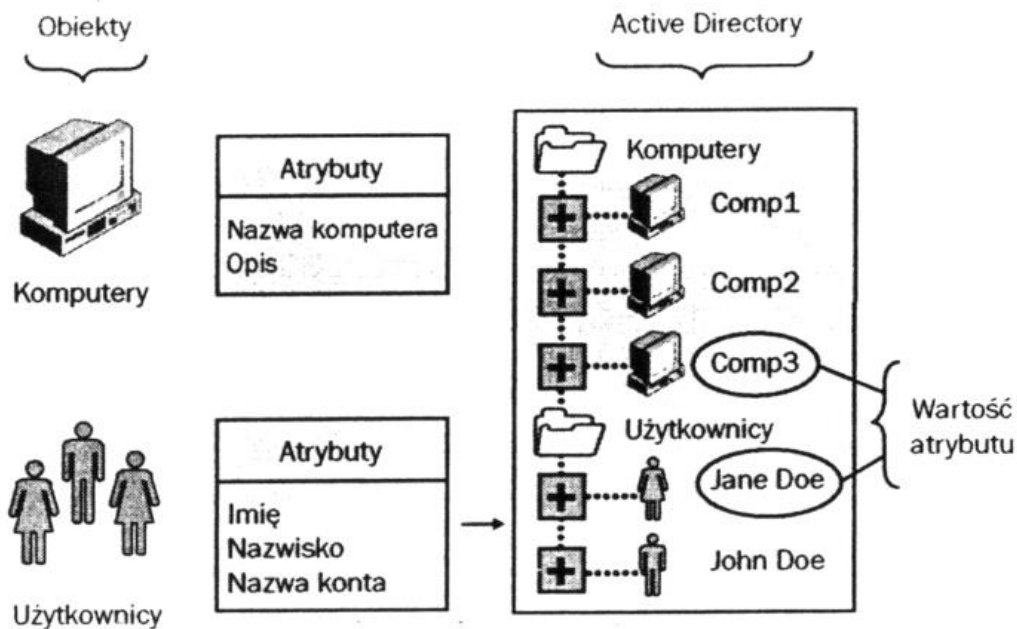 Obiekty
Active Directory
Komputery
Atrybuty
Nazwa komputera
Opis
Komputery
Comp1
Comp2
Comp3
Użytkownicy
Jane Doe
John Doe
Wartość
atrybutu
Atrybuty
Imię
Nazwisko
Nazwa konta
Użytkownicy